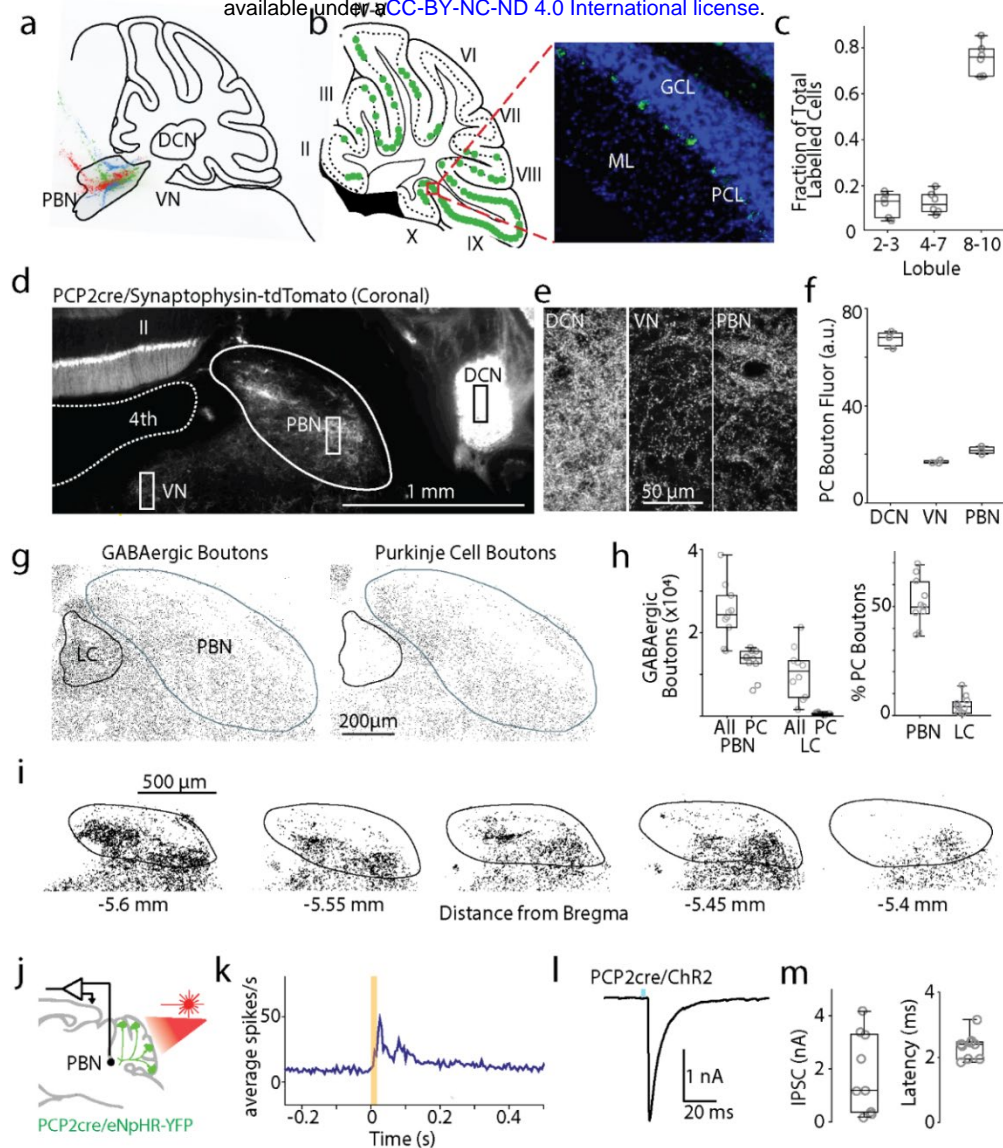 available under aCC-BY-NC-ND 4.0 International license.
a
DCN
PBN
VN
b
IV-V
VI
III
VII
II
VIII
X
IX
GCL
ML
PCL
c
Fraction of Total
Labelled Cells
0.8
0.4
0.2
0
2-3 4-7 8-10
Lobule
d
PCP2cre/Synaptophysin-tdTomato (Coronal)
II
DCN
PBN
4th
VN
1 mm
e
DCN VN PBN
50 µm
f
PC Bouton Fluor (a.u.)
80
40
0
DCN VN PBN
g
GABAergic Boutons
Purkinje Cell Boutons
LC
PBN
200µm
h
GABAergic
Boutons (x10⁴)
4
2
All PC All PC
PBN LC
% PC Boutons
50
0
PBN LC
i
500 µm
-5.6 mm
-5.55 mm
Distance from Bregma
-5.45 mm
-5.4 mm
j
PBN
PCP2cre/eNpHR-YFP
k
average spikes/s
50
0
-0.2 0 0.2 0.4
Time (s)
l
PCP2cre/ChR2
1 nA
20 ms
m
IPSC (nA)
4
2
0
Latency (ms)
4
2
0